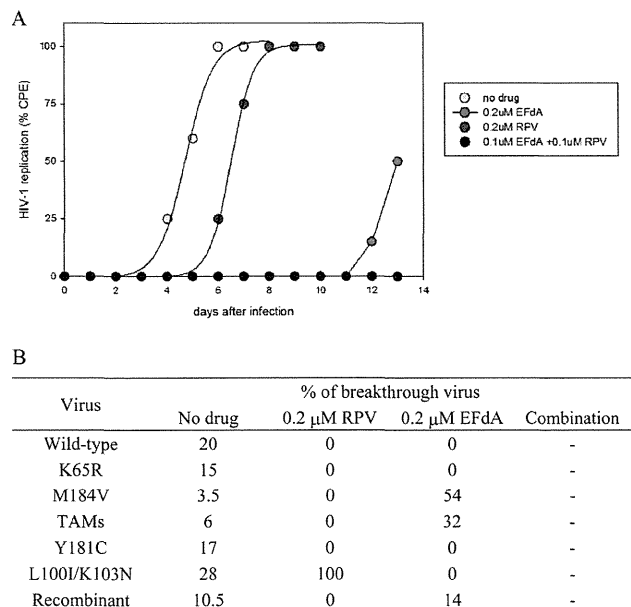 A
HIV-1 replication (% CPE)
100
75
50
25
0
0 2 4 6 8 10 12 14
days after infection
no drug
0.2uM EFdA
0.2uM RPV
0.1uM EFdA +0.1uM RPV
B
Virus % of breakthrough virus
No drug 0.2 μM RPV 0.2 μM EFdA Combination
Wild-type 20 0 0 -
K65R 15 0 0 -
M184V 3.5 0 54 -
TAMs 6 0 32 -
Y181C 17 0 0 -
L100I/K103N 28 100 0 -
Recombinant 10.5 0 14 -